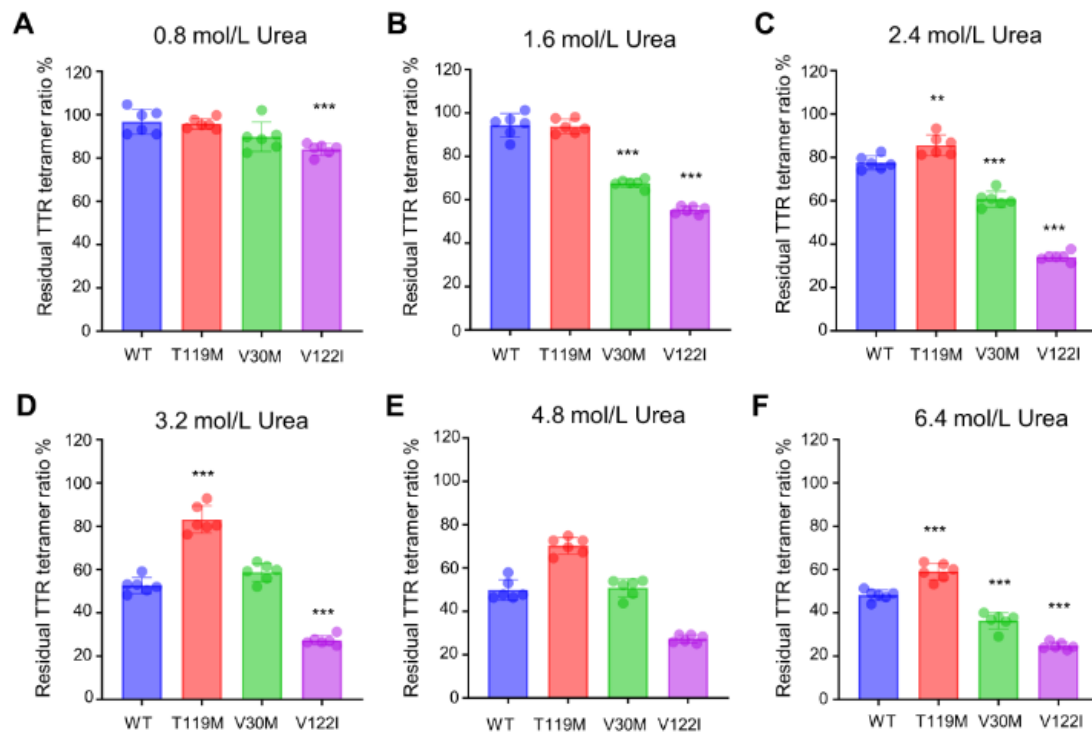 A
0.8 mol/L Urea
Residual TTR tetramer ratio %
120
100
80
60
40
20
0
***
WT T119M V30M V122I
B
1.6 mol/L Urea
Residual TTR tetramer ratio %
120
100
80
60
40
20
0
***
***
WT T119M V30M V122I
C
2.4 mol/L Urea
Residual TTR tetramer ratio %
120
100
80
60
40
20
0
**
***
***
WT T119M V30M V122I
D
3.2 mol/L Urea
Residual TTR tetramer ratio %
120
100
80
60
40
20
0
***
***
WT T119M V30M V122I
E
4.8 mol/L Urea
Residual TTR tetramer ratio %
120
100
80
60
40
20
0
WT T119M V30M V122I
F
6.4 mol/L Urea
Residual TTR tetramer ratio %
120
100
80
60
40
20
0
***
***
***
WT T119M V30M V122I